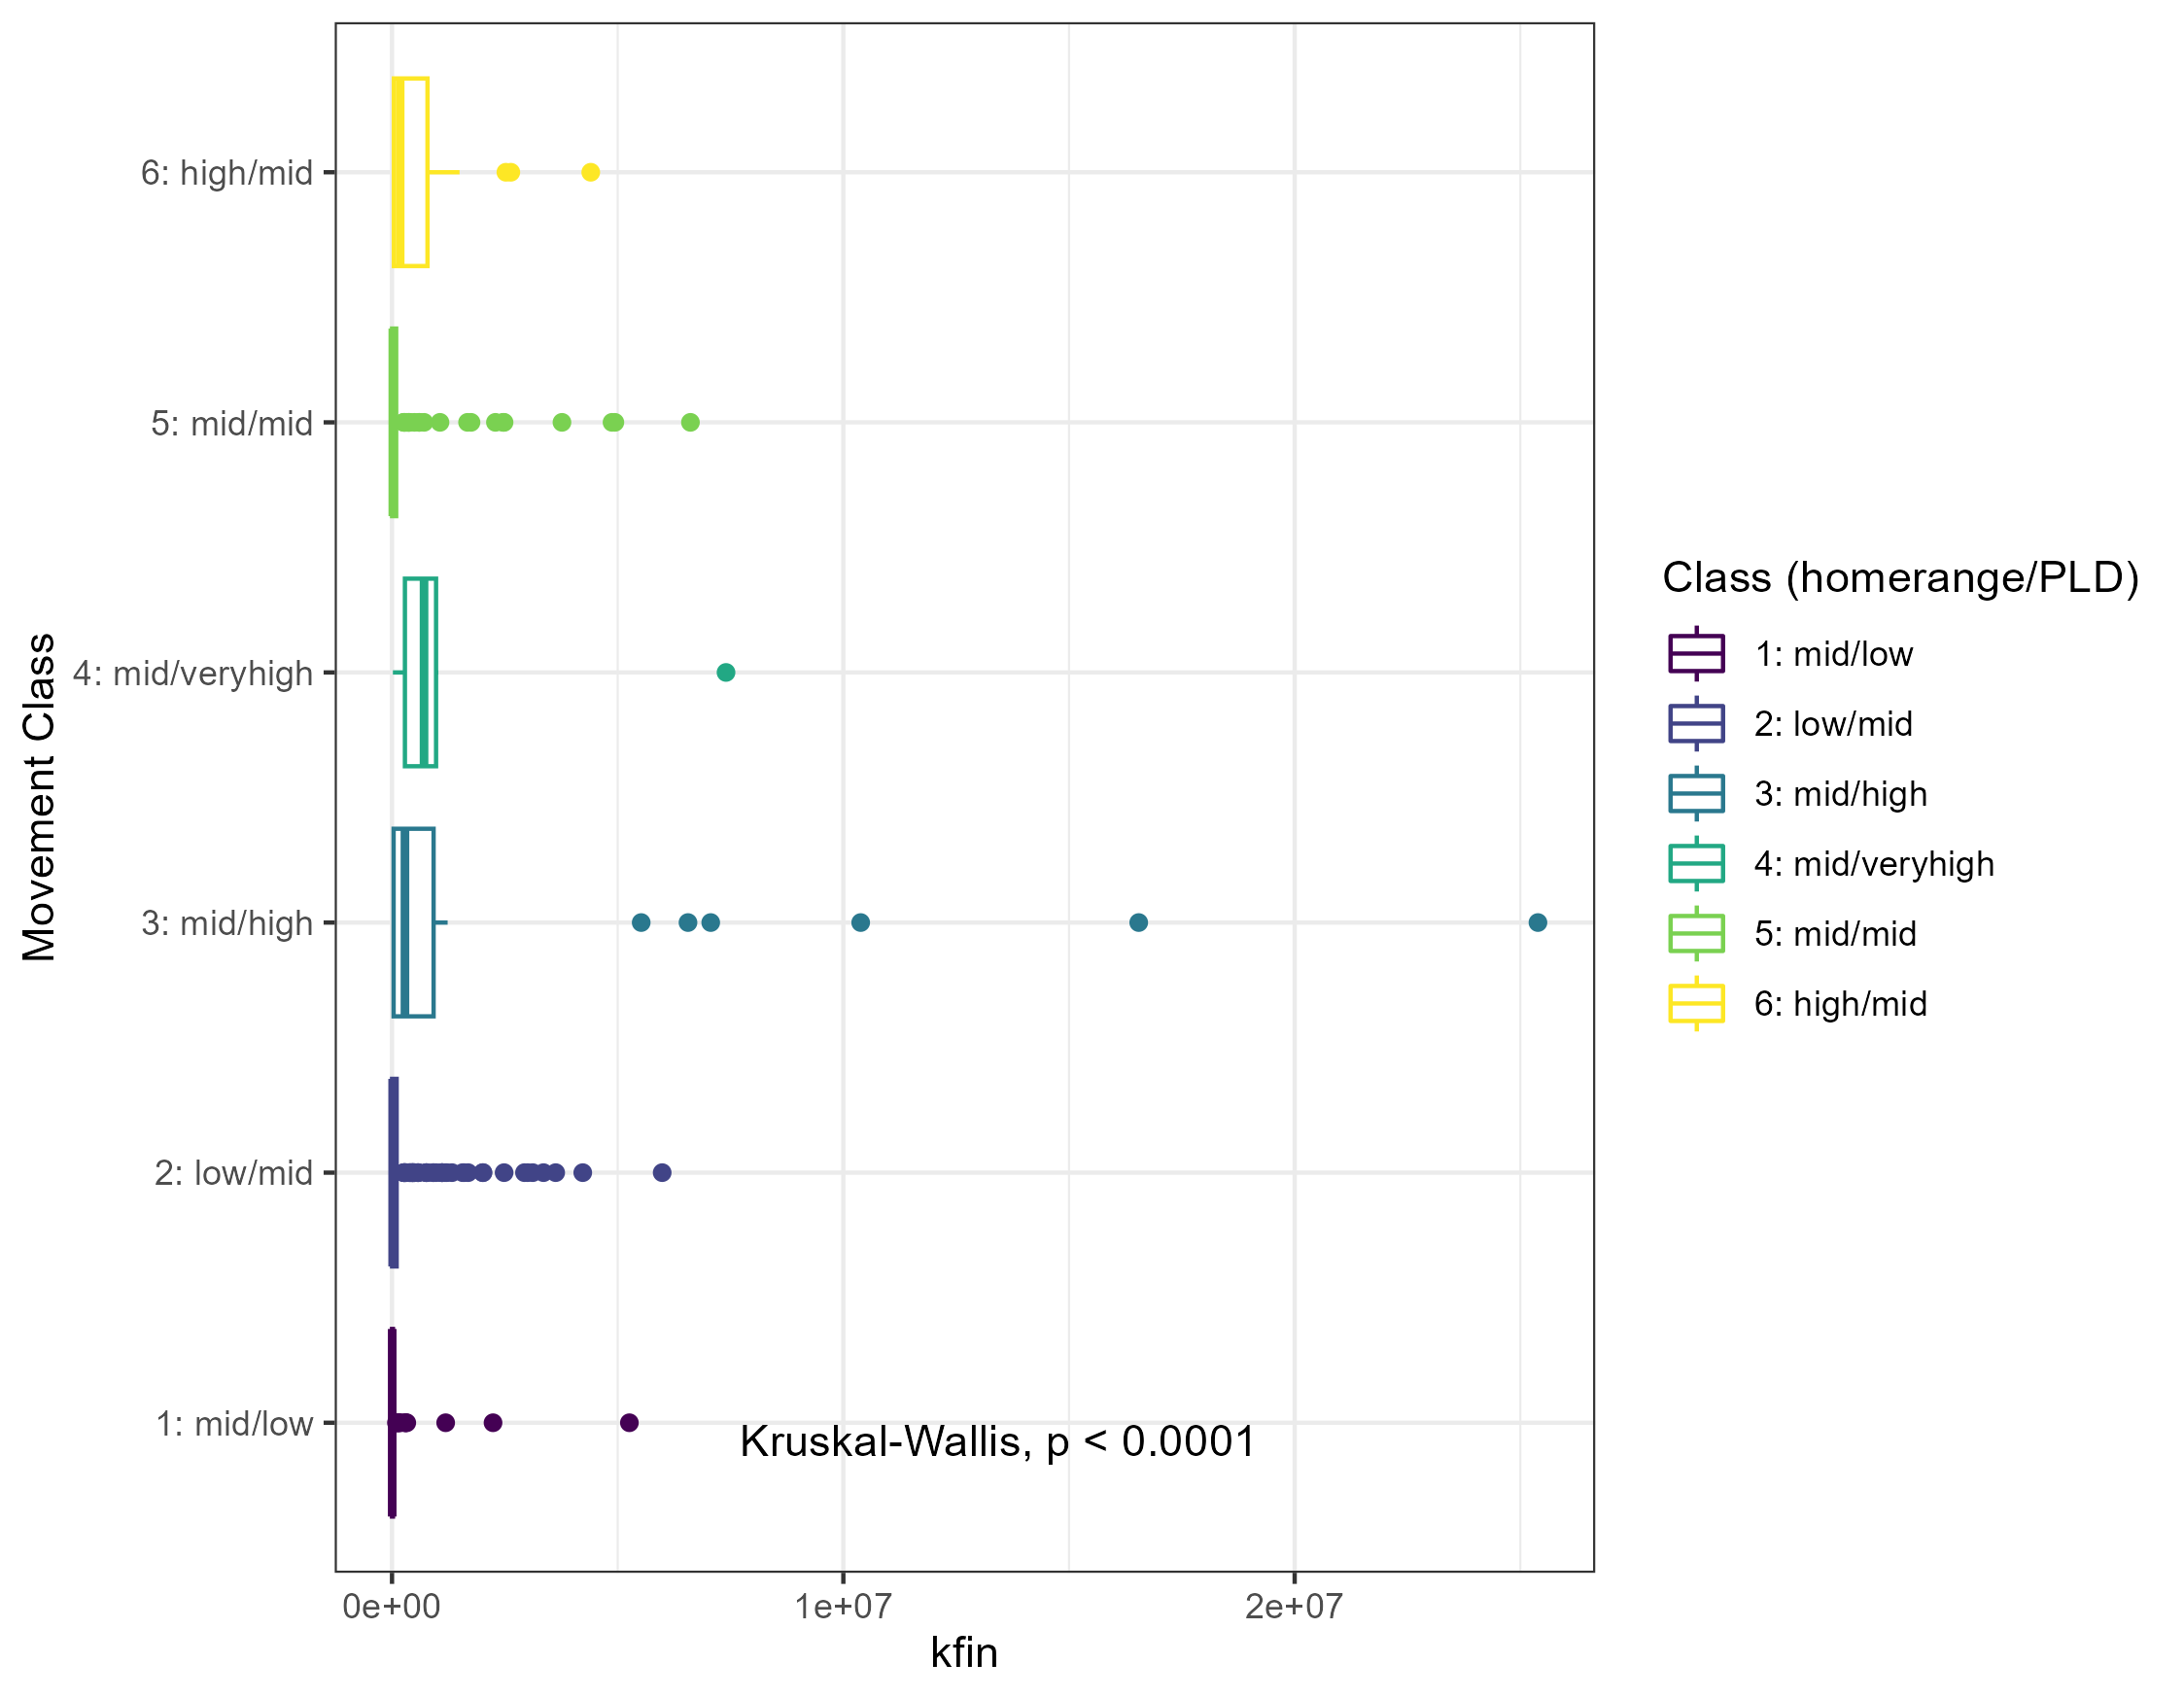 6: high/mid
5: mid/mid
4: mid/veryhigh
3: mid/high
2: low/mid
1: mid/low
Movement Class
Kruskal-Wallis, p < 0.0001
0e+00
1e+07
2e+07
kfin
Class (homerange/PLD)
1: mid/low
2: low/mid
3: mid/high
4: mid/veryhigh
5: mid/mid
6: high/mid